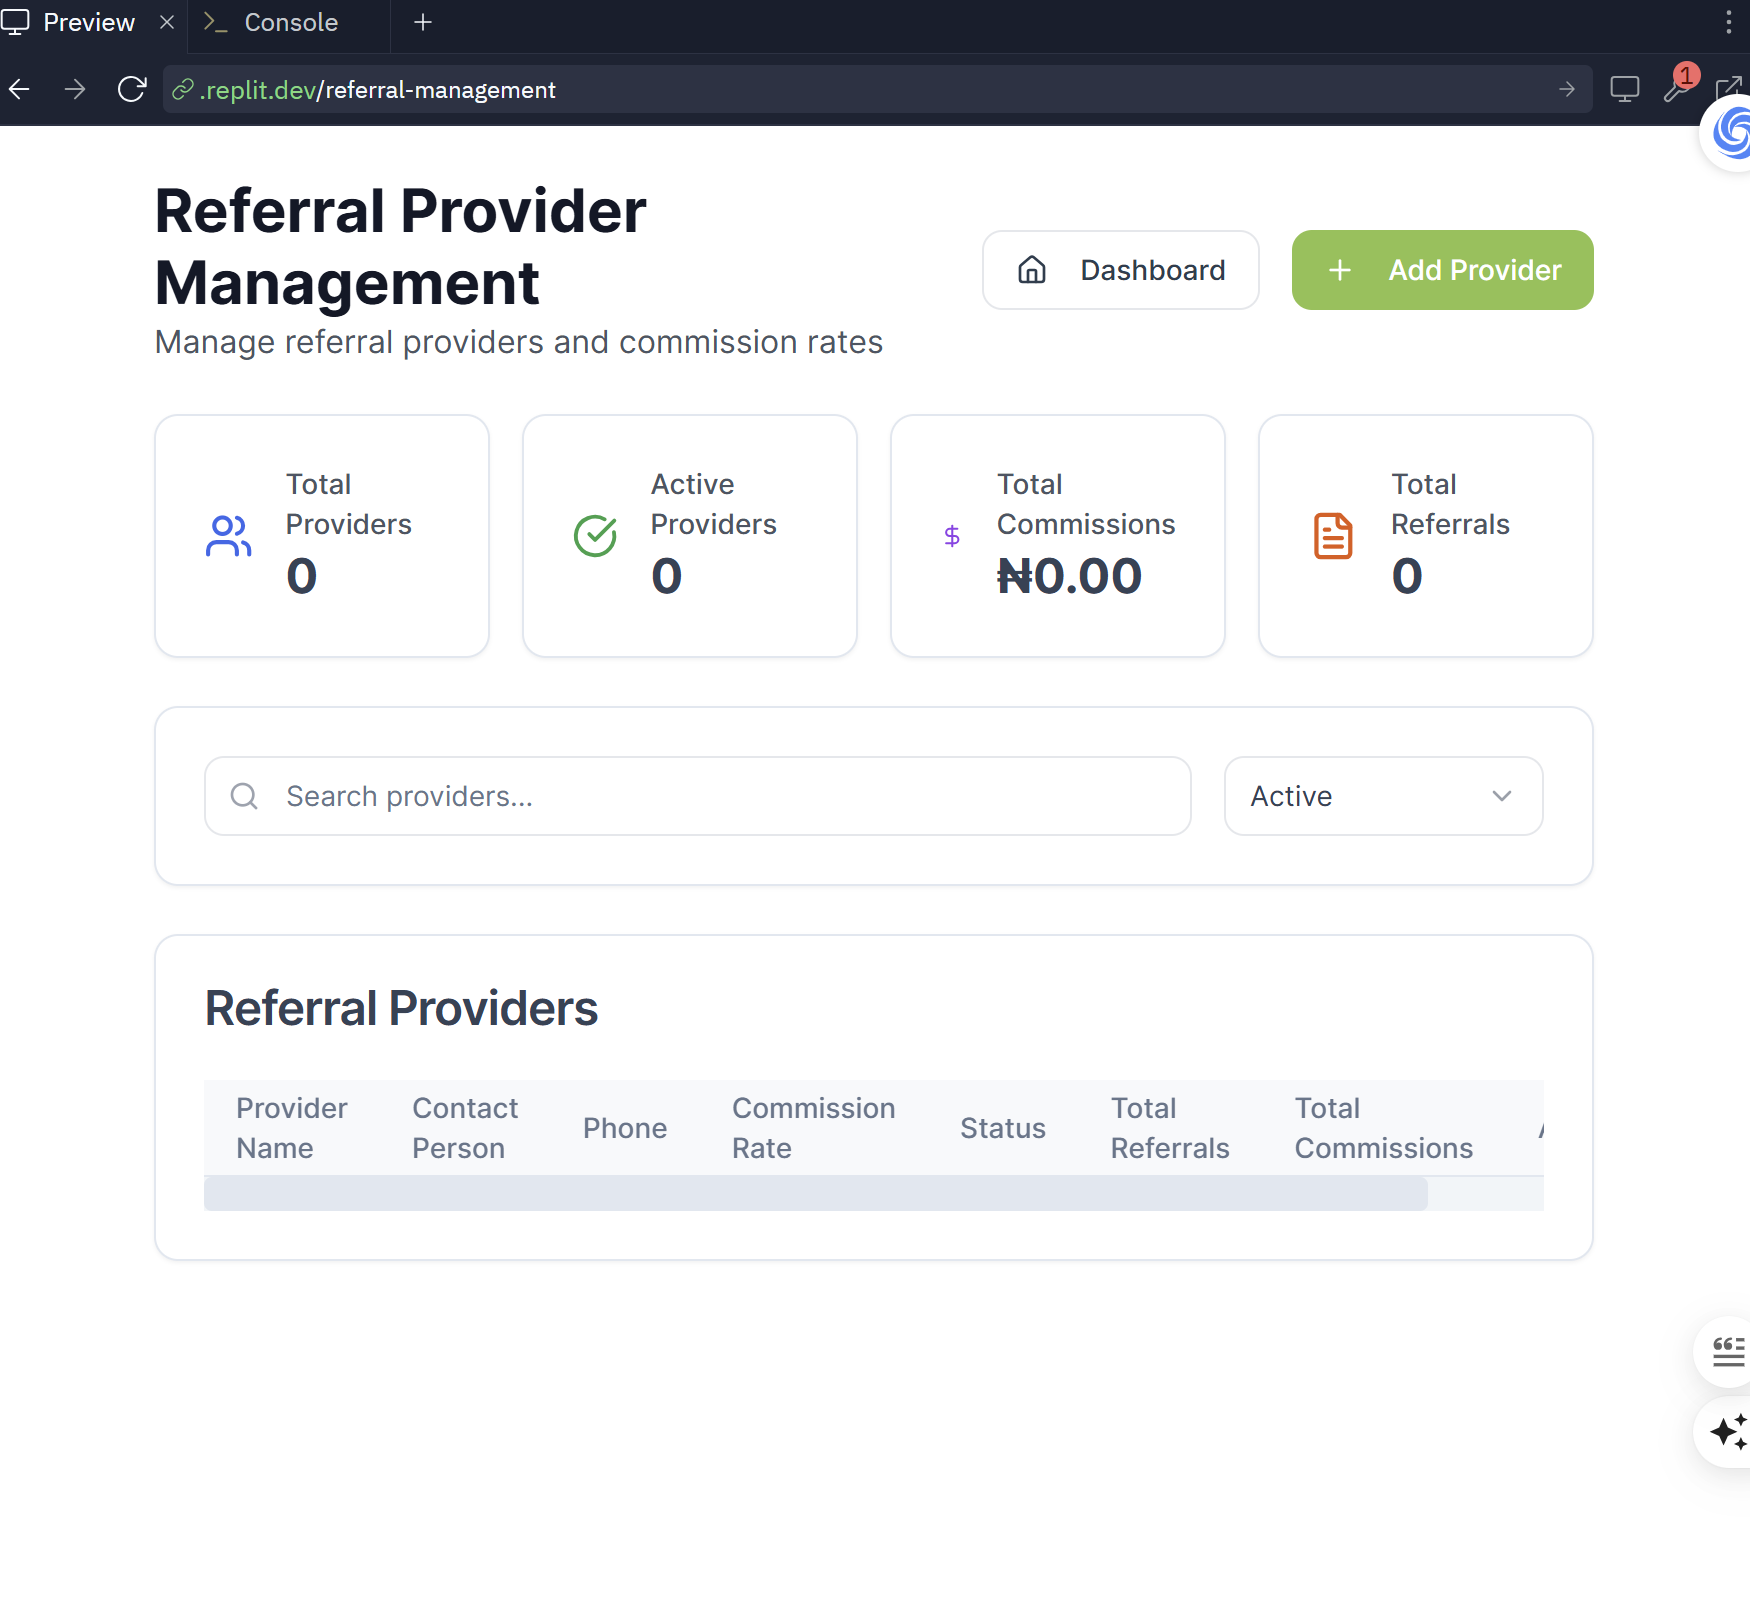 Preview
Console
1
.replit.dev/referral-management
Referral Provider
Management
Manage referral providers and commission rates
Dashboard
Add Provider
Total
Providers
0
Active
Providers
0
$
Total
Commissions
₦0.00
Total
Referrals
0
Search providers...
Active
Referral Providers
Provider
Name
Contact
Person
Phone
Commission
Rate
Status
Total
Referrals
Total
Commissions